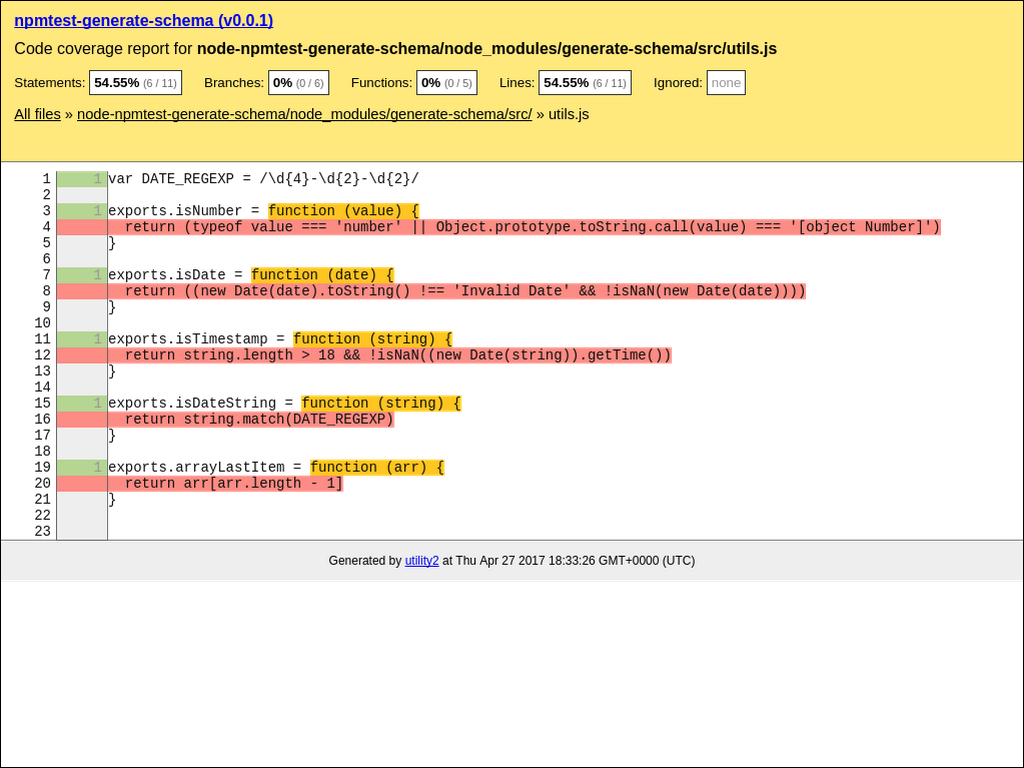 npmtest-generate-schema (v0.0.1)
Code coverage report for node-npmtest-generate-schema/node_modules/generate-schema/src/utils.js
Statements: 54.55% (6 / 11) Branches: 0% (0 / 6) Functions: 0% (0 / 5) Lines: 54.55% (6 / 11) Ignored: none
All files » node-npmtest-generate-schema/node_modules/generate-schema/src/ » utils.js
1 1 var DATE_REGEXP = /\d{4}-\d{2}-\d{2}/
2
3 1 exports.isNumber = function (value) {
4 return (typeof value === 'number' || Object.prototype.toString.call(value) === '[object Number]')
5 }
6
7 1 exports.isDate = function (date) {
8 return ((new Date(date).toString() !== 'Invalid Date' && !isNaN(new Date(date))))
9 }
10
11 1 exports.isTimestamp = function (string) {
12 return string.length > 18 && !isNaN((new Date(string)).getTime())
13 }
14
15 1 exports.isDateString = function (string) {
16 return string.match(DATE_REGEXP)
17 }
18
19 1 exports.arrayLastItem = function (arr) {
20 return arr[arr.length - 1]
21 }
22
23
Generated by utility2 at Thu Apr 27 2017 18:33:26 GMT+0000 (UTC)